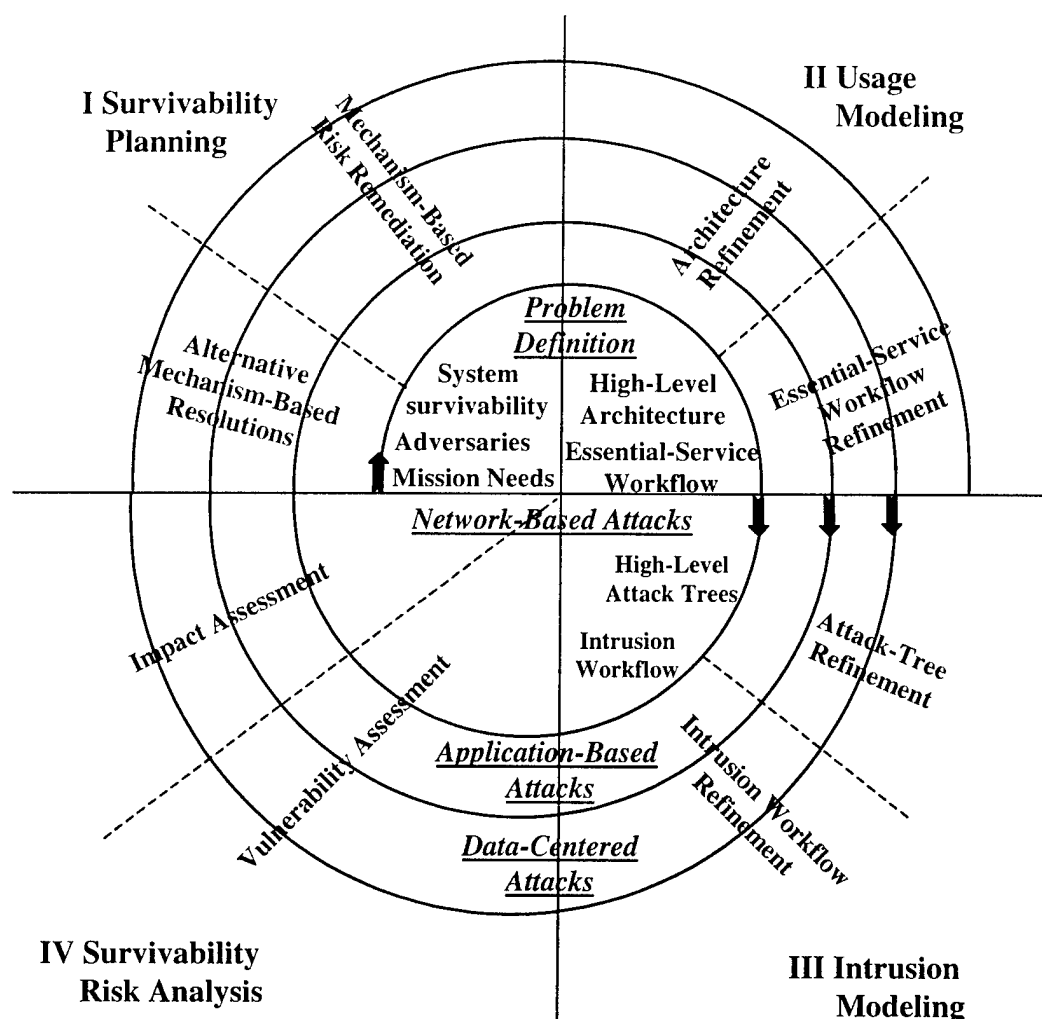 I Survivability
Planning
II Usage
Modeling
Mechanism-Based
Risk Remediation
Architecture
Refinement
Alternative
Mechanism-Based
Resolutions
Essential-Service
Workflow
Refinement
Problem
Definition
System
survivability
Adversaries
Mission Needs
High-Level
Architecture
Essential-Service
Workflow
Network-Based Attacks
High-Level
Attack Trees
Intrusion
Workflow
Impact Assessment
Vulnerability Assessment
Attack-Tree
Refinement
Intrusion Workflow
Refinement
Application-Based
Attacks
Data-Centered
Attacks
IV Survivability
Risk Analysis
III Intrusion
Modeling